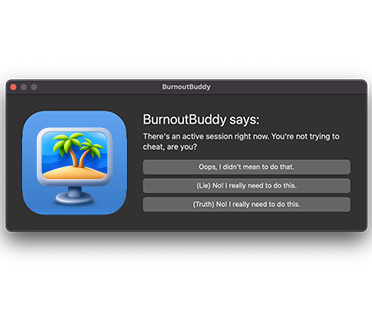 BurnoutBuddy
BurnoutBuddy says:
There's an active session right now. You're not trying to
cheat, are you?
Oops, I didn't mean to do that.
(Lie) No! I really need to do this.
(Truth) No! I really need to do this.